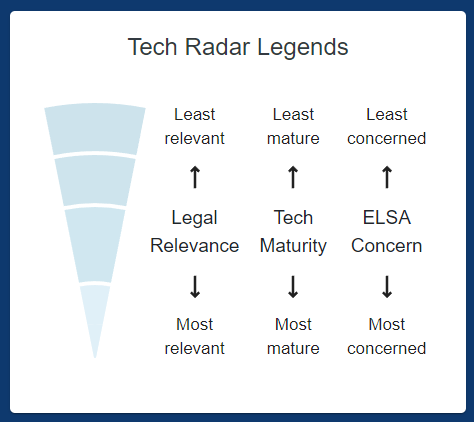 Tech Radar Legends
Least relevant
Least mature
Least concerned
↑ ↑ ↑
Legal Relevance
Tech Maturity
ELSA Concern
↓ ↓ ↓
Most relevant
Most mature
Most concerned